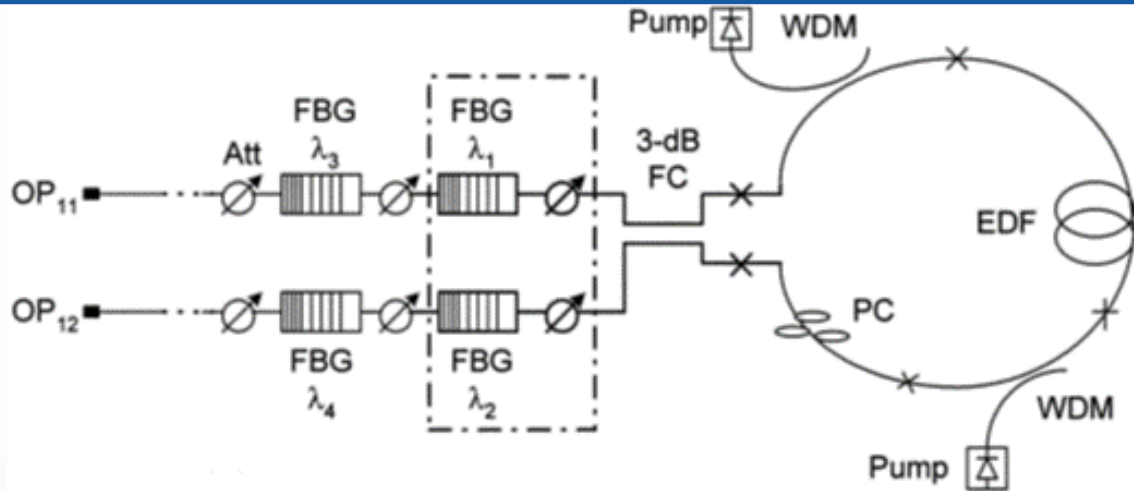 Pump
WDM
FBG
λ₃
FBG
λ₁
3-dB
FC
Att
OP₁₁
EDF
OP₁₂
PC
FBG
λ₄
FBG
λ₂
WDM
Pump